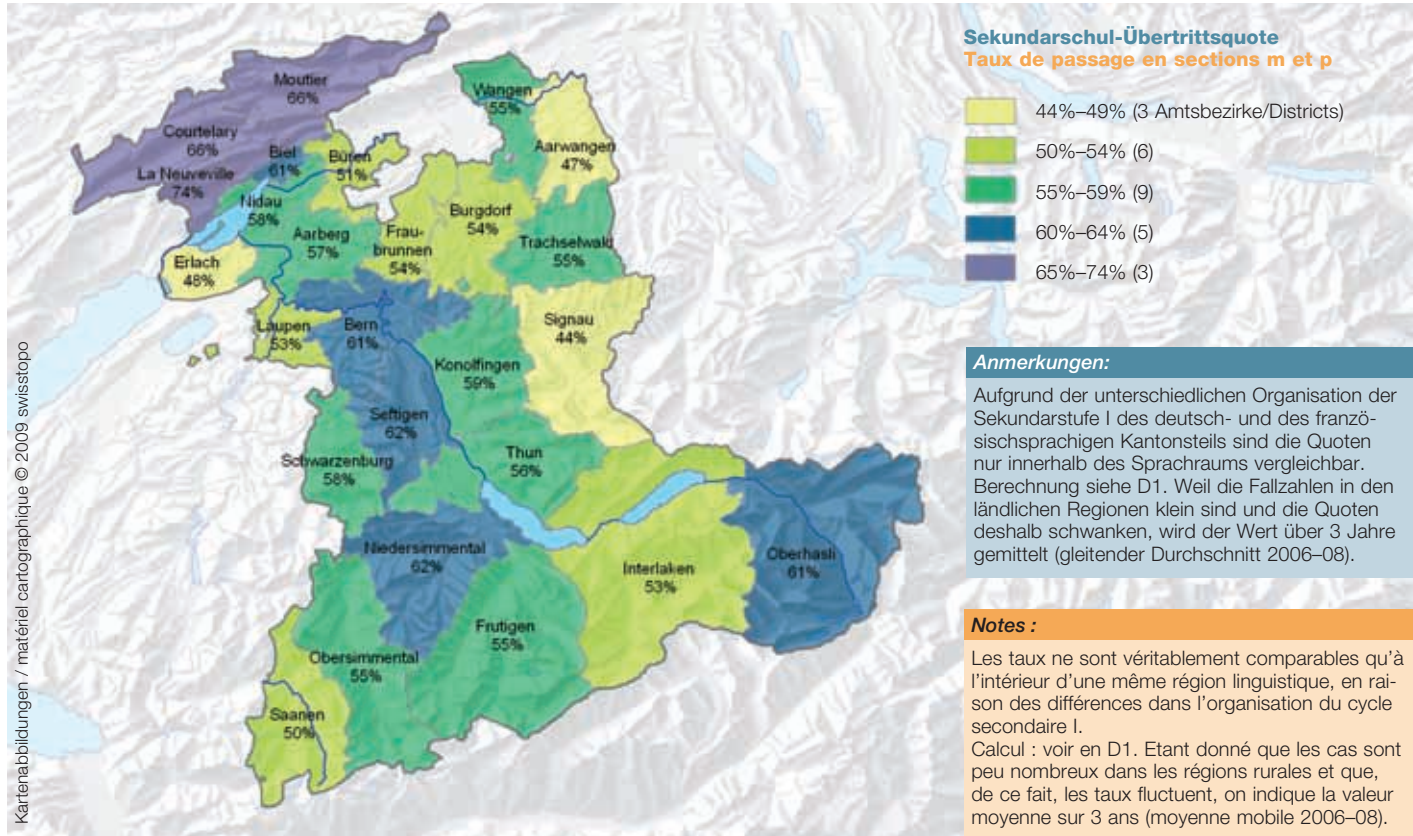 Moutier
66%
Courtelary
66%
La Neuveville
74%
Biel
61%
Büren
51%
Wangen
55%
Aarwangen
47%
Nidau
58%
Aarberg
57%
Frau-
brunnen
54%
Burgdorf
54%
Trachselwald
55%
Erlach
48%
Laupen
53%
Bern
61%
Signau
44%
Konolfingen
59%
Seftigen
62%
Schwarzenburg
58%
Thun
56%
Niedersimmental
62%
Interlaken
53%
Oberhasli
61%
Frutigen
55%
Obersimmental
55%
Saanen
50%
Kartenabbildungen / matériel cartographique © 2009 swisstopo
Sekundarschul-Übertrittsquote
Taux de passage en sections m et p
44%–49% (3 Amtsbezirke/Districts)
50%–54% (6)
55%–59% (9)
60%–64% (5)
65%–74% (3)
Anmerkungen:
Aufgrund der unterschiedlichen Organisation der
Sekundarstufe I des deutsch- und des franzö-
sischsprachigen Kantonsteils sind die Quoten
nur innerhalb des Sprachraums vergleichbar.
Berechnung siehe D1. Weil die Fallzahlen in den
ländlichen Regionen klein sind und die Quoten
deshalb schwanken, wird der Wert über 3 Jahre
gemittelt (gleitender Durchschnitt 2006–08).
Notes :
Les taux ne sont véritablement comparables qu'à
l'intérieur d'une même région linguistique, en rai-
son des différences dans l'organisation du cycle
secondaire I.
Calcul : voir en D1. Etant donné que les cas sont
peu nombreux dans les régions rurales et que,
de ce fait, les taux fluctuent, on indique la valeur
moyenne sur 3 ans (moyenne mobile 2006–08).